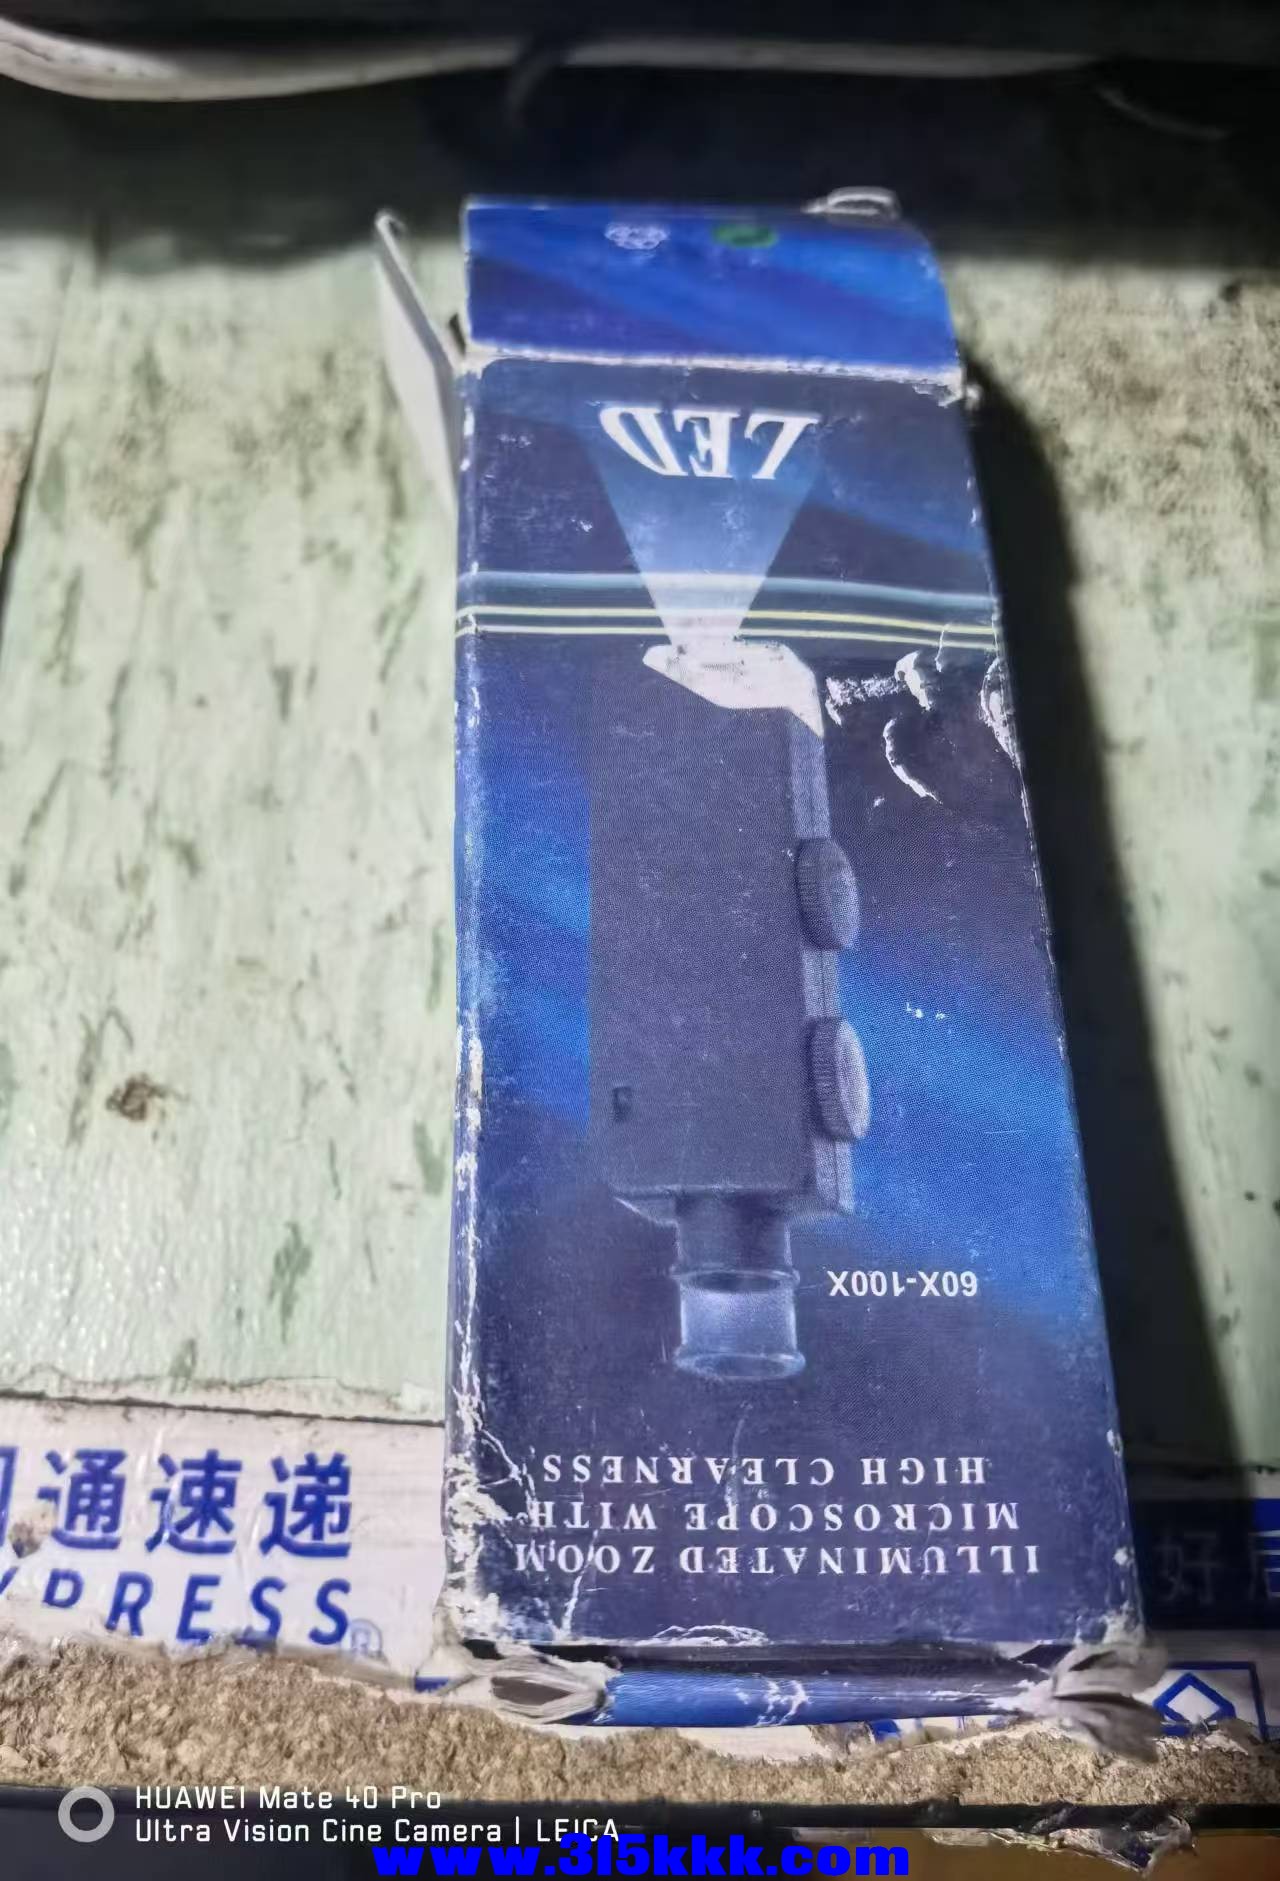 LED
60X-100X
ILLUMINATED ZOOM
MICROSCOPE WITH
HIGH CLEARNESS
通速递
PRESS
®
好
HUAWEI Mate 40 Pro
Ultra Vision Cine Camera | LEICA
www.315kkk.com